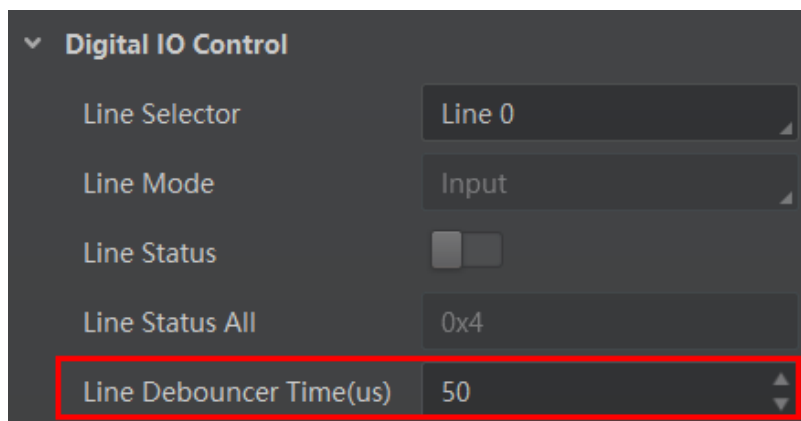 Digital IO Control
Line Selector Line 0
Line Mode Input
Line Status
Line Status All 0x4
Line Debouncer Time(us) 50